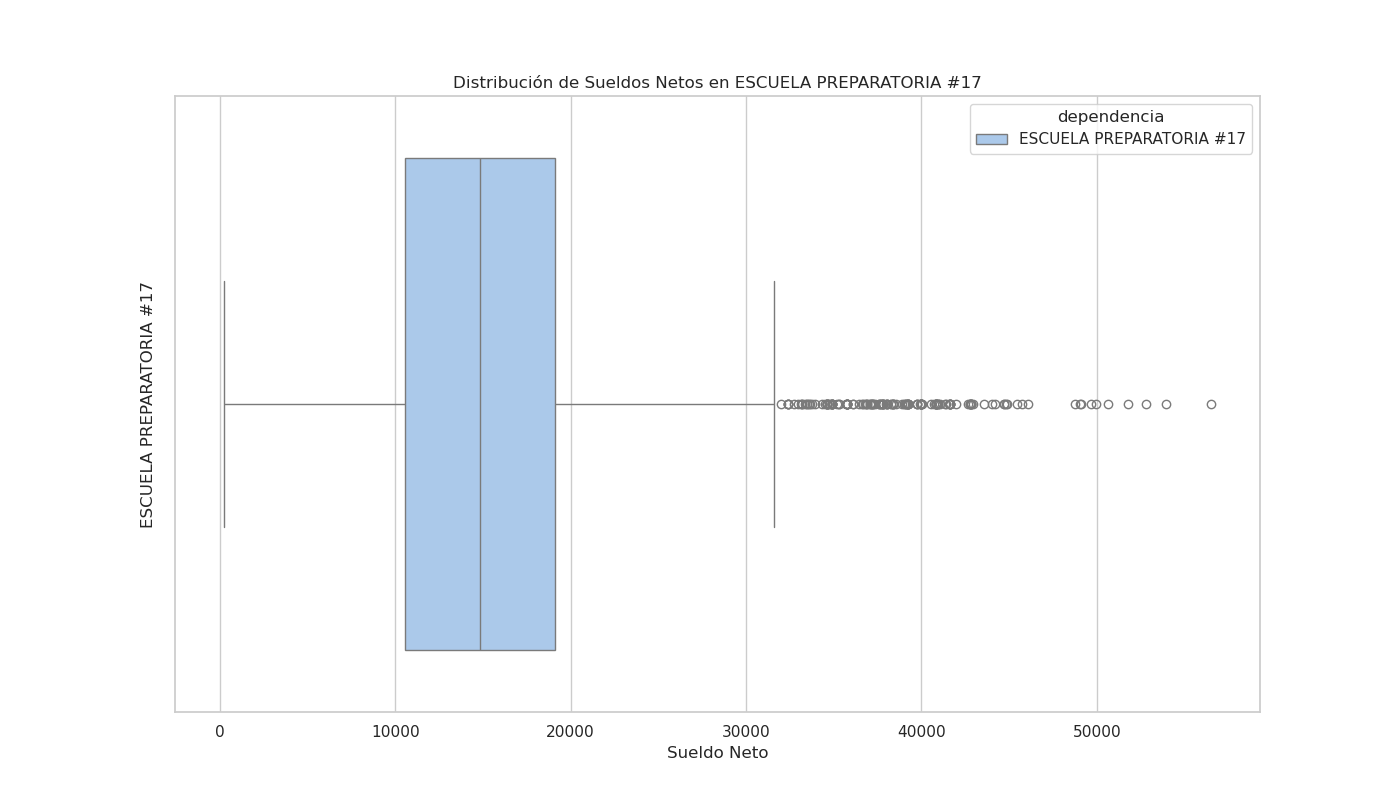 Distribución de Sueldos Netos en ESCUELA PREPARATORIA #17
dependencia
ESCUELA PREPARATORIA #17
ESCUELA PREPARATORIA #17
0
10000
20000
30000
40000
50000
Sueldo Neto